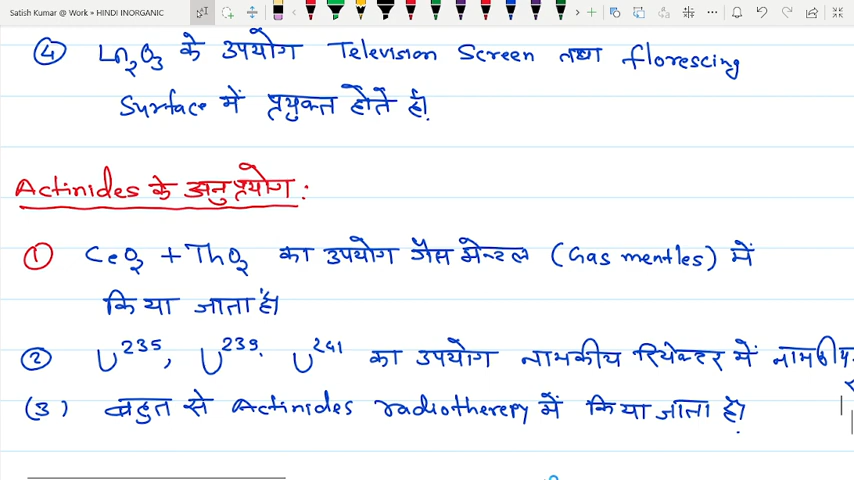 Satish Kumar @ Work » HINDI INORGANIC
④ Ln₂O₃ के उपयोग Television Screen तथा florescing
Surface में प्रयुक्त होते हैं।
Actinides के अनुप्रयोग :
① CeO₂ + ThO₂ का उपयोग गैस मेन्टल (Gas mentles) में
किया जाता है।
② U²³⁵, U²³⁹, U²⁴¹ का उपयोग नाभकीय रियेक्टर में
(3) बहुत से Actinides radiotherepy में किया जाता है।